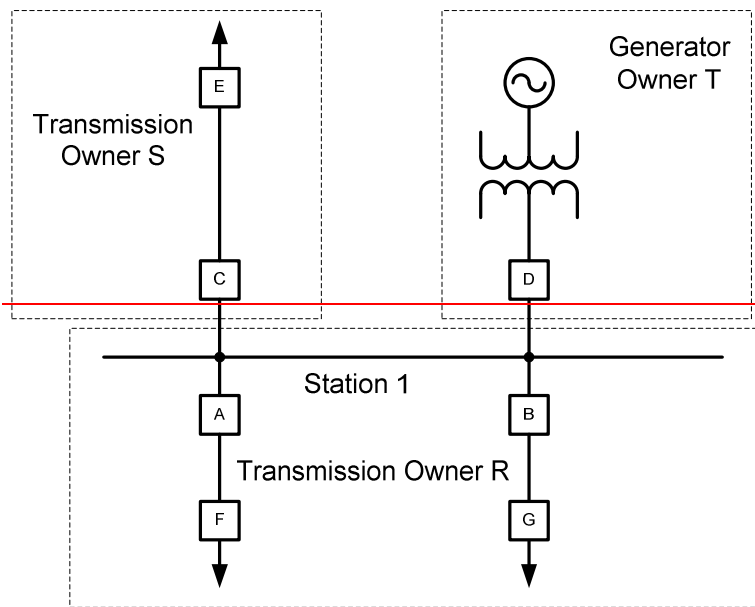 Generator
Owner T
E
Transmission
Owner S
C
D
Station 1
A
B
Transmission Owner R
F
G